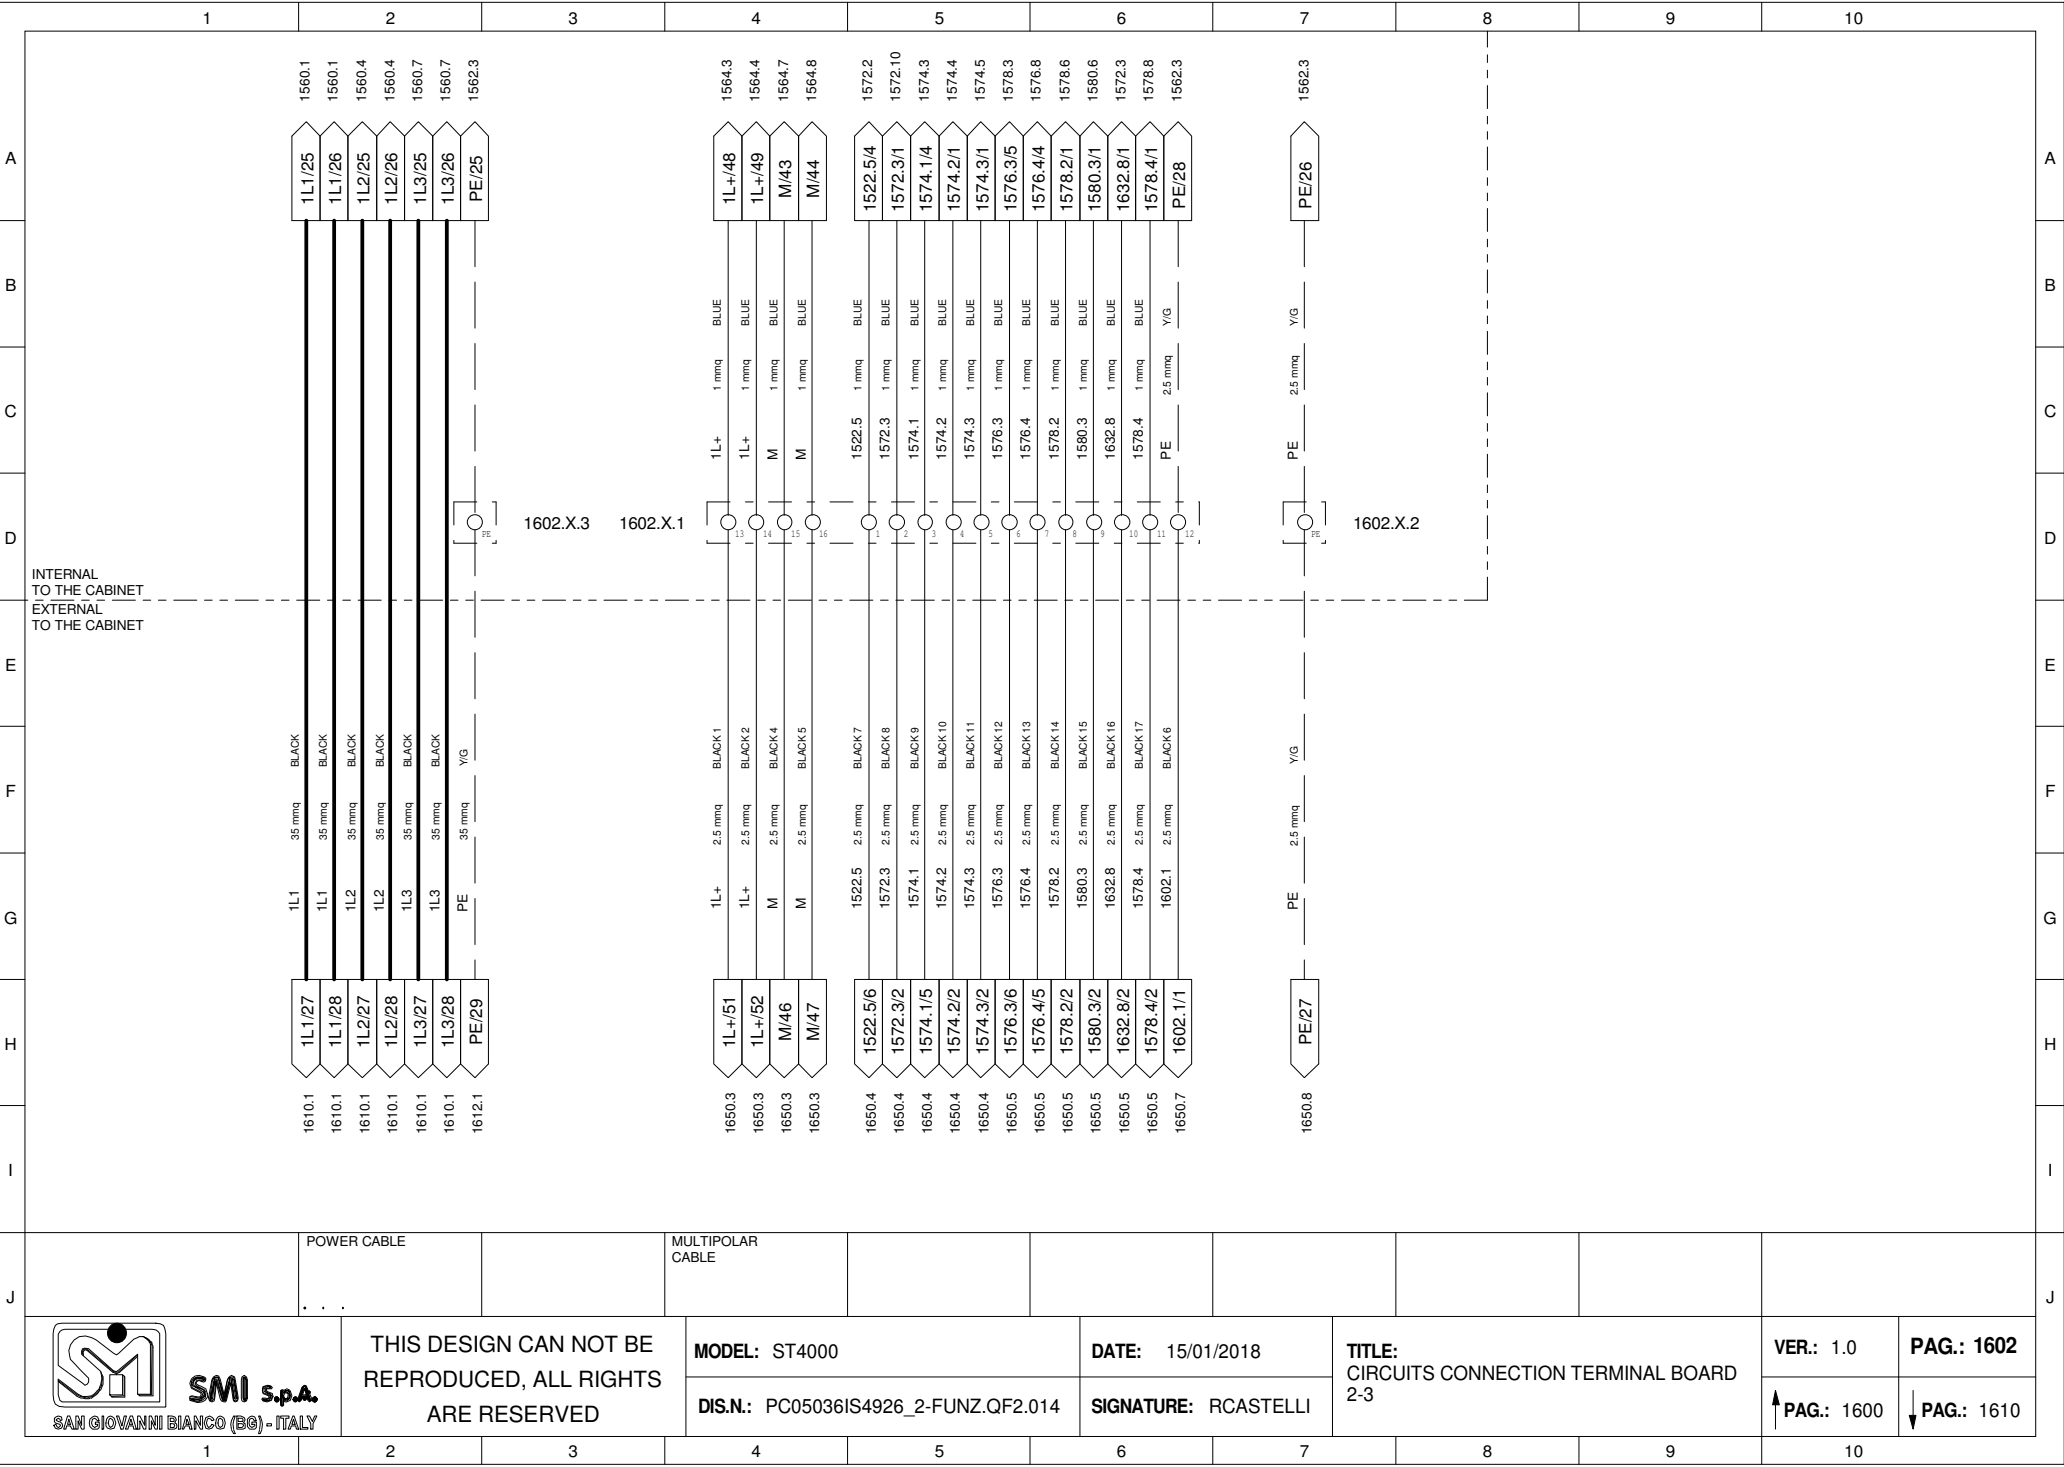 1 2 3 4 5 6 7 8 9 10
1560.1 1560.1 1560.4 1560.4 1560.7 1560.7 1562.3 1564.3 1564.4 1564.7 1564.8 1572.2 1572.10 1574.3 1574.4 1574.5 1578.3 1576.8 1578.6 1580.6 1572.3 1578.8 1562.3 1562.3
A 1L1/25 1L1/26 1L2/25 1L2/26 1L3/25 1L3/26 PE/25 1L+/48 1L+/49 M/43 M/44 1522.5/4 1572.3/1 1574.1/4 1574.2/1 1574.3/1 1576.3/5 1576.4/4 1578.2/1 1580.3/1 1632.8/1 1578.4/1 PE/28 PE/26 A
B BLUE BLUE BLUE BLUE BLUE BLUE BLUE BLUE BLUE BLUE BLUE BLUE BLUE BLUE BLUE Y/G Y/G B
1 mmq 1 mmq 1 mmq 1 mmq 1 mmq 1 mmq 1 mmq 1 mmq 1 mmq 1 mmq 1 mmq 1 mmq 1 mmq 1 mmq 1 mmq 2.5 mmq 2.5 mmq
C C
1L+ 1L+ M M 1522.5 1572.3 1574.1 1574.2 1574.3 1576.3 1576.4 1578.2 1580.3 1632.8 1578.4 PE PE
1602.X.3 1602.X.1 1602.X.2
D PE 13 14 15 16 1 2 3 4 5 6 7 8 9 10 11 12 PE D
INTERNAL
TO THE CABINET
EXTERNAL
TO THE CABINET
E E
BLACK BLACK BLACK BLACK BLACK BLACK Y/G BLACK 1 BLACK 2 BLACK 4 BLACK 5 BLACK 7 BLACK 8 BLACK 9 BLACK 10 BLACK 11 BLACK 12 BLACK 13 BLACK 14 BLACK 15 BLACK 16 BLACK 17 BLACK 6 Y/G
F F
35 mmq 35 mmq 35 mmq 35 mmq 35 mmq 35 mmq 35 mmq 2.5 mmq 2.5 mmq 2.5 mmq 2.5 mmq 2.5 mmq 2.5 mmq 2.5 mmq 2.5 mmq 2.5 mmq 2.5 mmq 2.5 mmq 2.5 mmq 2.5 mmq 2.5 mmq 2.5 mmq 2.5 mmq 2.5 mmq
1L1 1L1 1L2 1L2 1L3 1L3 PE 1L+ 1L+ M M 1522.5 1572.3 1574.1 1574.2 1574.3 1576.3 1576.4 1578.2 1580.3 1632.8 1578.4 1602.1 PE
G G
H 1L1/27 1L1/28 1L2/27 1L2/28 1L3/27 1L3/28 PE/29 1L+/51 1L+/52 M/46 M/47 1522.5/6 1572.3/2 1574.1/5 1574.2/2 1574.3/2 1576.3/6 1576.4/5 1578.2/2 1580.3/2 1632.8/2 1578.4/2 1602.1/1 PE/27 H
1610.1 1610.1 1610.1 1610.1 1610.1 1610.1 1612.1 1650.3 1650.3 1650.3 1650.3 1650.4 1650.4 1650.4 1650.4 1650.4 1650.5 1650.5 1650.5 1650.5 1650.5 1650.5 1650.7 1650.8
I I
POWER CABLE
MULTIPOLAR
CABLE
J . . . J
SMI S.p.A.
SAN GIOVANNI BIANCO (BG) - ITALY
THIS DESIGN CAN NOT BE
REPRODUCED, ALL RIGHTS
ARE RESERVED
MODEL: ST4000
DIS.N.: PC05036IS4926_2-FUNZ.QF2.014
DATE: 15/01/2018
SIGNATURE: RCASTELLI
TITLE:
CIRCUITS CONNECTION TERMINAL BOARD
2-3
VER.: 1.0
PAG.: 1602
PAG.: 1600
PAG.: 1610
1 2 3 4 5 6 7 8 9 10